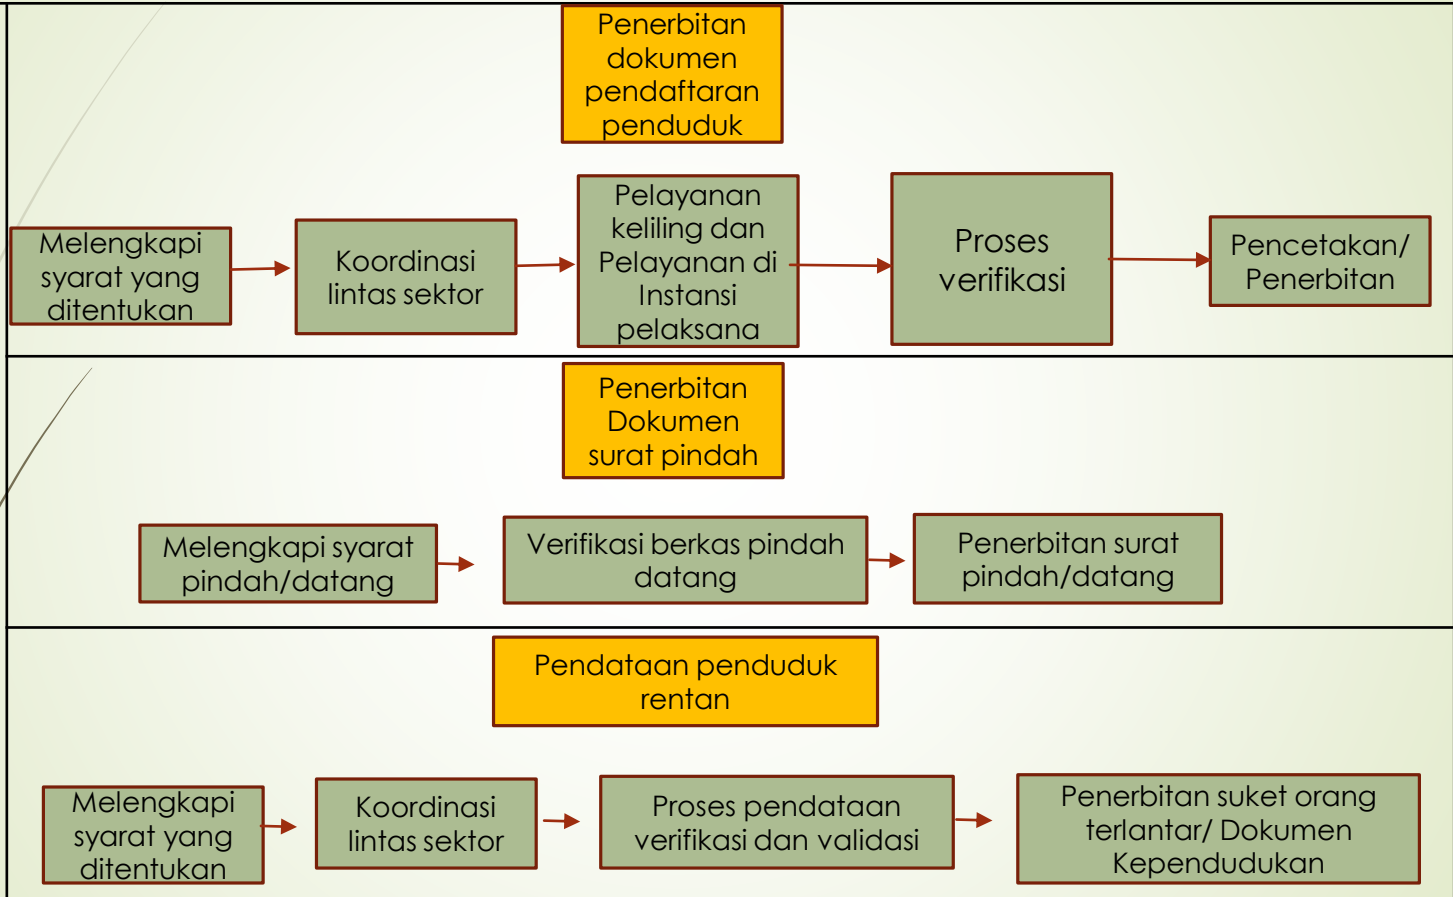 Penerbitan
dokumen
pendaftaran
penduduk
Melengkapi
syarat yang
ditentukan
Koordinasi
lintas sektor
Pelayanan
keliling dan
Pelayanan di
Instansi
pelaksana
Proses
verifikasi
Pencetakan/
Penerbitan
Penerbitan
Dokumen
surat pindah
Melengkapi syarat
pindah/datang
Verifikasi berkas pindah
datang
Penerbitan surat
pindah/datang
Pendataan penduduk
rentan
Melengkapi
syarat yang
ditentukan
Koordinasi
lintas sektor
Proses pendataan
verifikasi dan validasi
Penerbitan suket orang
terlantar/ Dokumen
Kependudukan